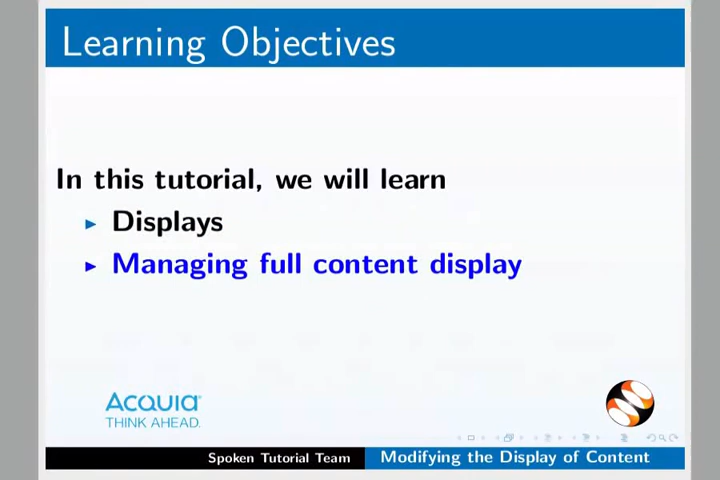 Learning Objectives
In this tutorial, we will learn
Displays
Managing full content display
Acquia
THINK AHEAD.
Spoken Tutorial Team
Modifying the Display of Content